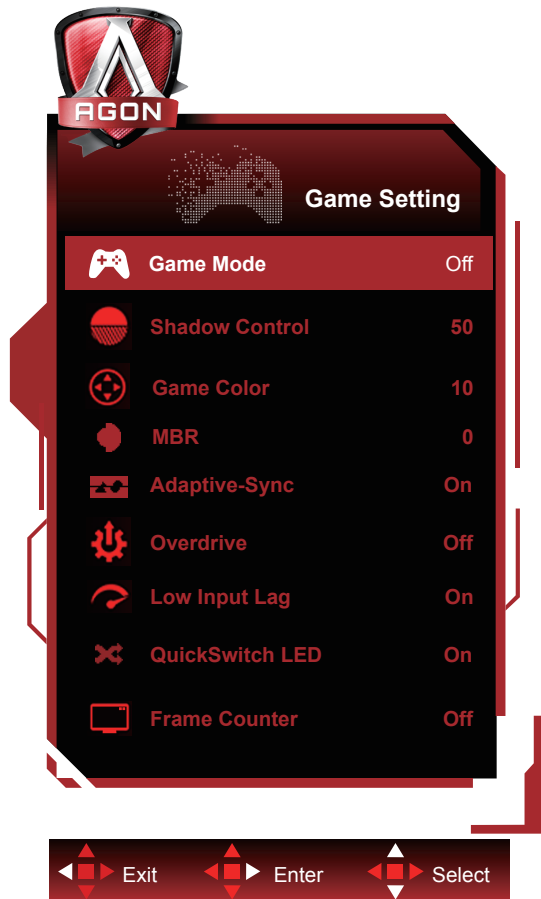 AGON
Game Setting
Game Mode Off
Shadow Control 50
Game Color 10
MBR 0
Adaptive-Sync On
Overdrive Off
Low Input Lag On
QuickSwitch LED On
Frame Counter Off
Exit Enter Select